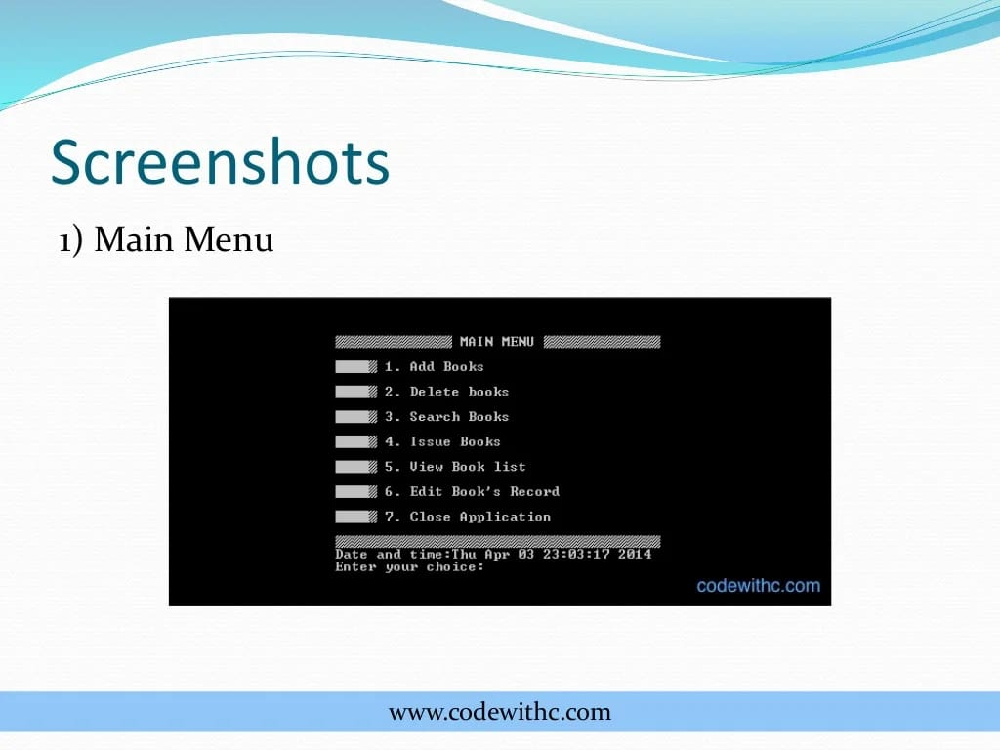 Screenshots
1) Main Menu
MAIN MENU
1. Add Books
2. Delete books
3. Search Books
4. Issue Books
5. View Book list
6. Edit Book's Record
7. Close Application
Date and time:Thu Apr 03 23:03:17 2014
Enter your choice:
codewithc.com
www.codewithc.com